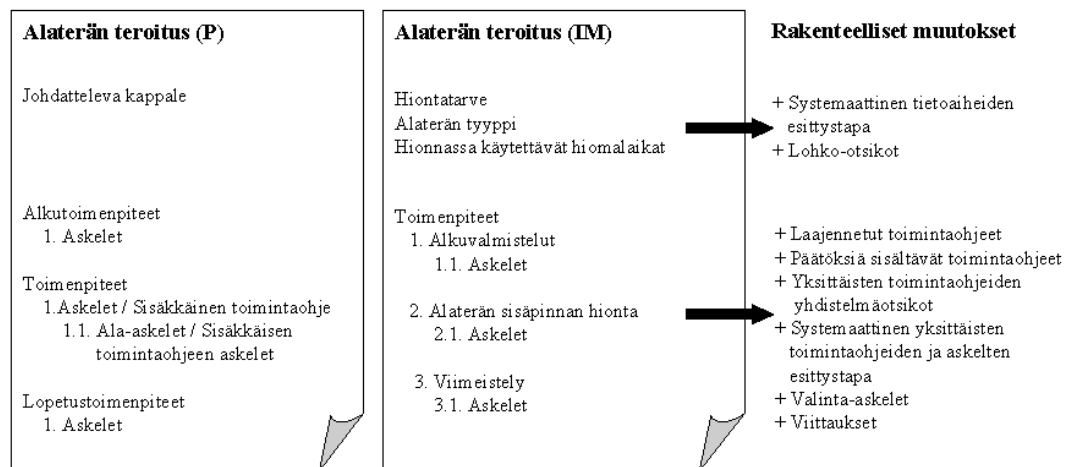 Alaterän teroitus (P)
Johdatteleva kappale
Alkutoimenpiteet
1. Askelet
Toimenpiteet
1.Askelet / Sisäkkäinen toimintaohje
1.1. Ala-askelet / Sisäkkäisen
toimintaohjeen askelet
Lopetustoimenpiteet
1. Askelet
Alaterän teroitus (IM)
Hiontatarve
Alaterän tyyppi
Hionnassa käytettävät hiomalaikat
Toimenpiteet
1. Alkuvalmistelut
1.1. Askelet
2. Alaterän sisäpinnan hionta
2.1. Askelet
3. Viimeistely
3.1. Askelet
Rakenteelliset muutokset
+ Systemaattinen tietoaiheiden
esittystapa
+ Lohko-otsikot
+ Laajennetut toimintaohjeet
+ Päätöksiä sisältävät toimintaohjeet
+ Yksittäisten toimintaohjeiden
yhdistelmäotsikot
+ Systemaattinen yksittäisten
toimintaohjeiden ja askelten
esittystapa
+ Valinta-askelet
+ Viittaukset